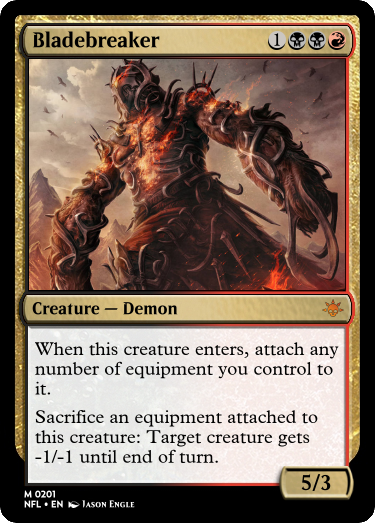 Bladebreaker 1
Creature — Demon
When this creature enters, attach any
number of equipment you control to
it.
Sacrifice an equipment attached to
this creature: Target creature gets
-1/-1 until end of turn.
5/3
M 0201
NFL • EN Jason Engle